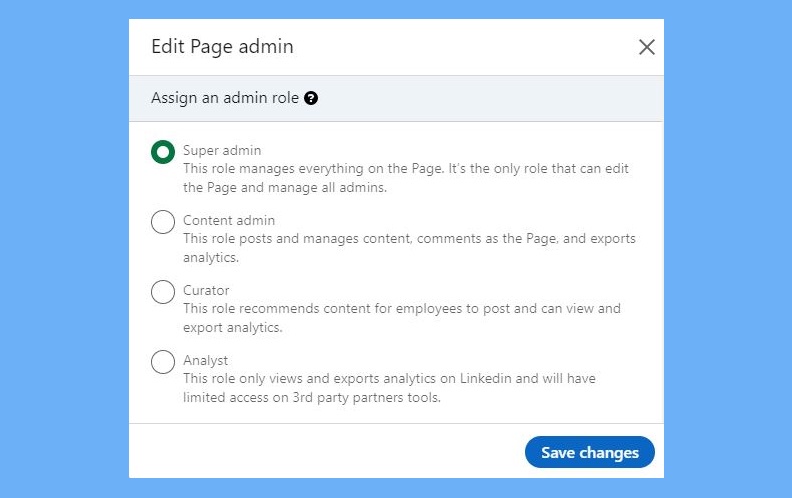 Edit Page admin
Assign an admin role ?
Super admin
This role manages everything on the Page. It's the only role that can edit
the Page and manage all admins.
Content admin
This role posts and manages content, comments as the Page, and exports
analytics.
Curator
This role recommends content for employees to post and can view and
export analytics.
Analyst
This role only views and exports analytics on Linkedin and will have
limited access on 3rd party partners tools.
Save changes